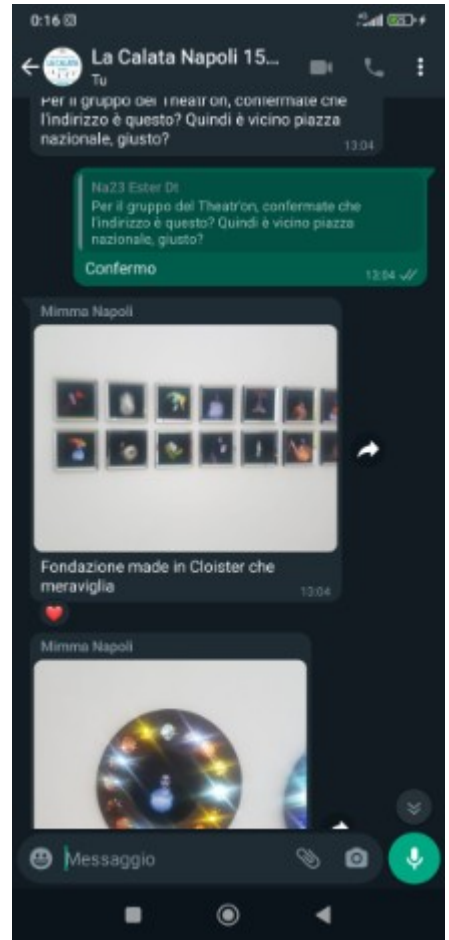 0:16
La Calata Napoli 15...
Tu
Per il gruppo del Theatr'on, confermate che
l'indirizzo è questo? Quindi è vicino piazza
nazionale, giusto?
13:04
Na23 Ester Dt
Per il gruppo del Theatr'on, confermate che
l'indirizzo è questo? Quindi è vicino piazza
nazionale, giusto?
Confermo
13:04
Mimma Napoli
Fondazione made in Cloister che
meraviglia
13:04
Mimma Napoli
Messaggio